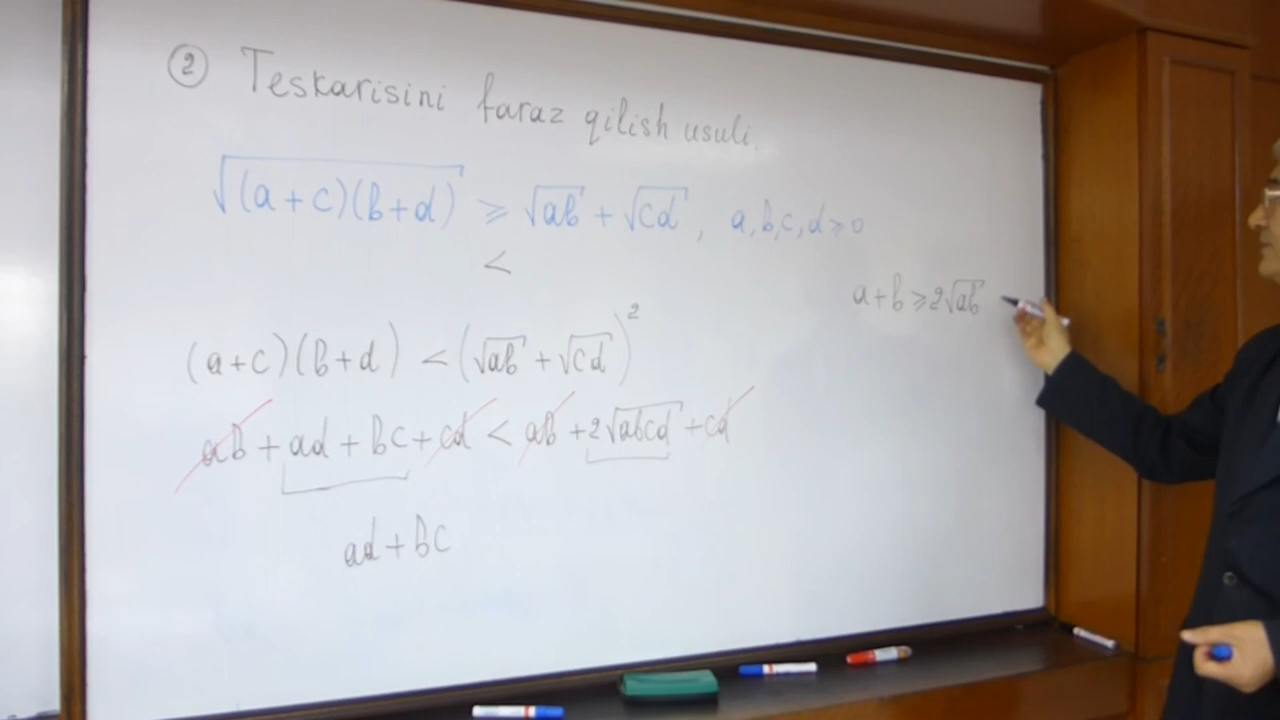 ② Teskarisini faraz qilish usuli.
√(a+c)(b+d) ⩾ √ab + √cd, a,b,c,d ⩾ 0
<
a+b ⩾ 2√ab
(a+c)(b+d) < (√ab + √cd)²
ab + ad + bc + cd < ab + 2√abcd + cd
ad + bc